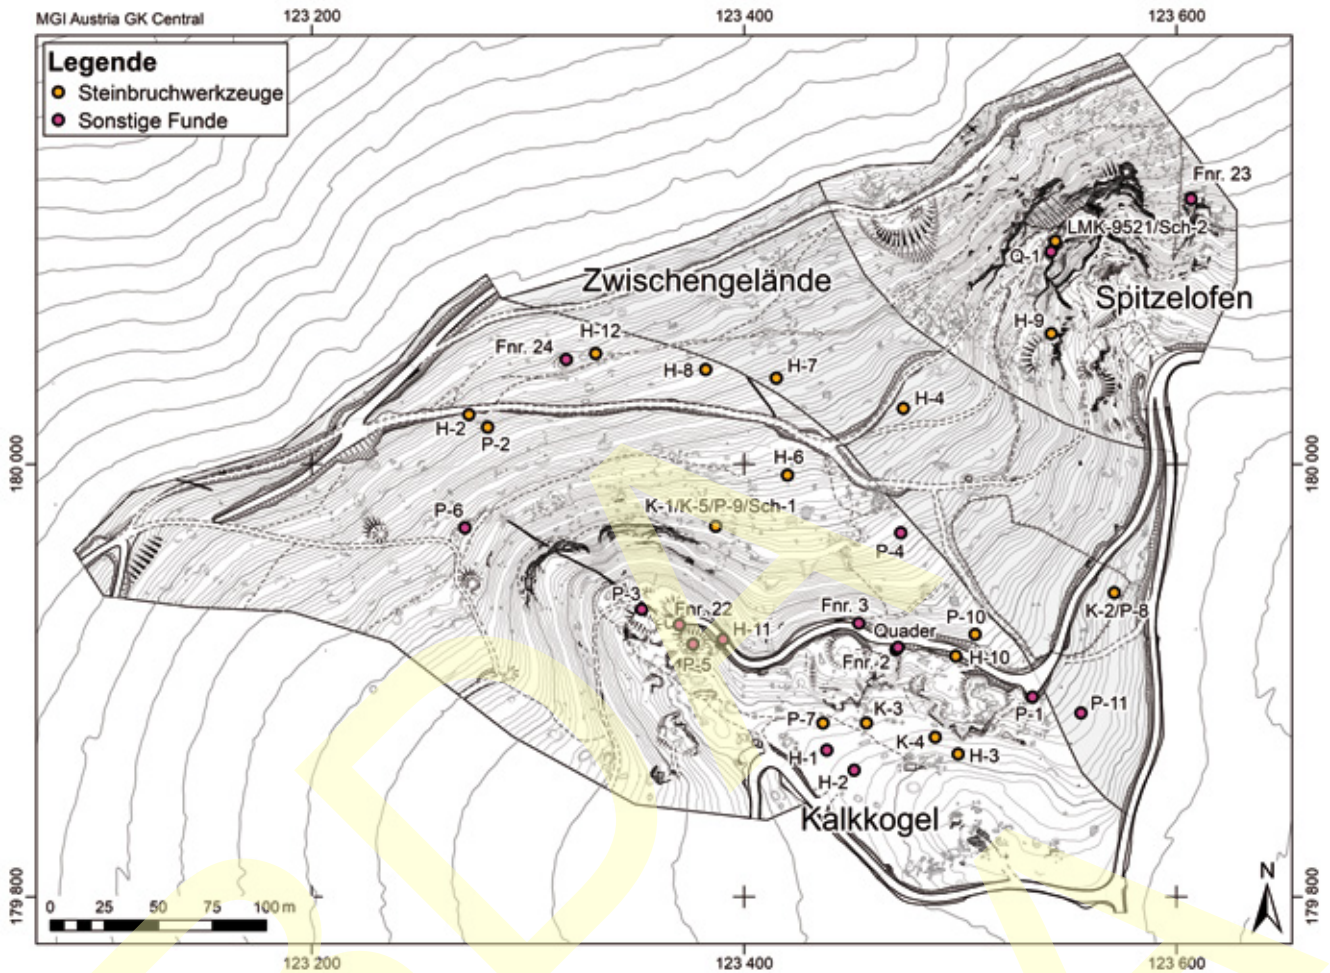 MGI Austria GK Central
123 200
123 400
123 600
Legende
Steinbruchwerkzeuge
Sonstige Funde
Fnr. 23
LMK-9521/Sch-2
Q-1
Zwischengelände
Spitzelofen
H-9
H-12
Fnr. 24
H-8
H-7
H-4
H-2
P-2
180 000
180 000
H-6
K-1/K-5/P-9/Sch-1
P-6
P-4
P-3
Fnr. 22
Fnr. 3
P-10
K-2/P-8
H-11
Quader
P-5
Fnr. 2
H-10
P-1
P-11
P-7
K-3
K-4
H-1
H-3
H-2
Kalkkogel
N
179 800
179 800
0 25 50 75 100 m
123 200
123 400
123 600